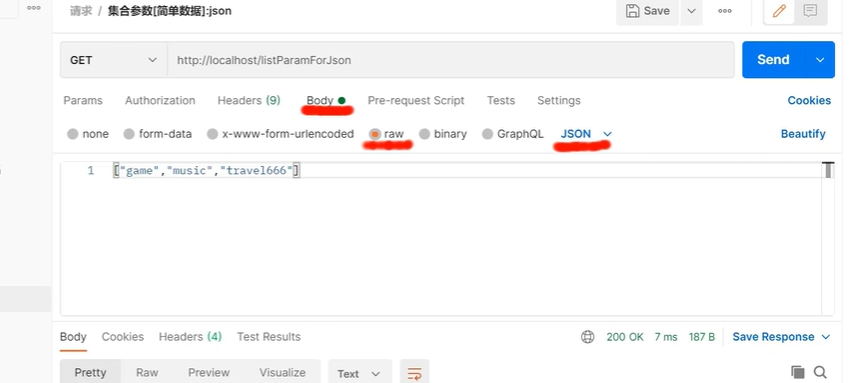 请求 / 集合参数[简单数据]:json Save
GET http://localhost/listParamForJson Send
Params Authorization Headers (9) Body Pre-request Script Tests Settings Cookies
none form-data x-www-form-urlencoded raw binary GraphQL JSON Beautify
1 ["game","music","travel666"]
Body Cookies Headers (4) Test Results 200 OK 7 ms 187 B Save Response
Pretty Raw Preview Visualize Text